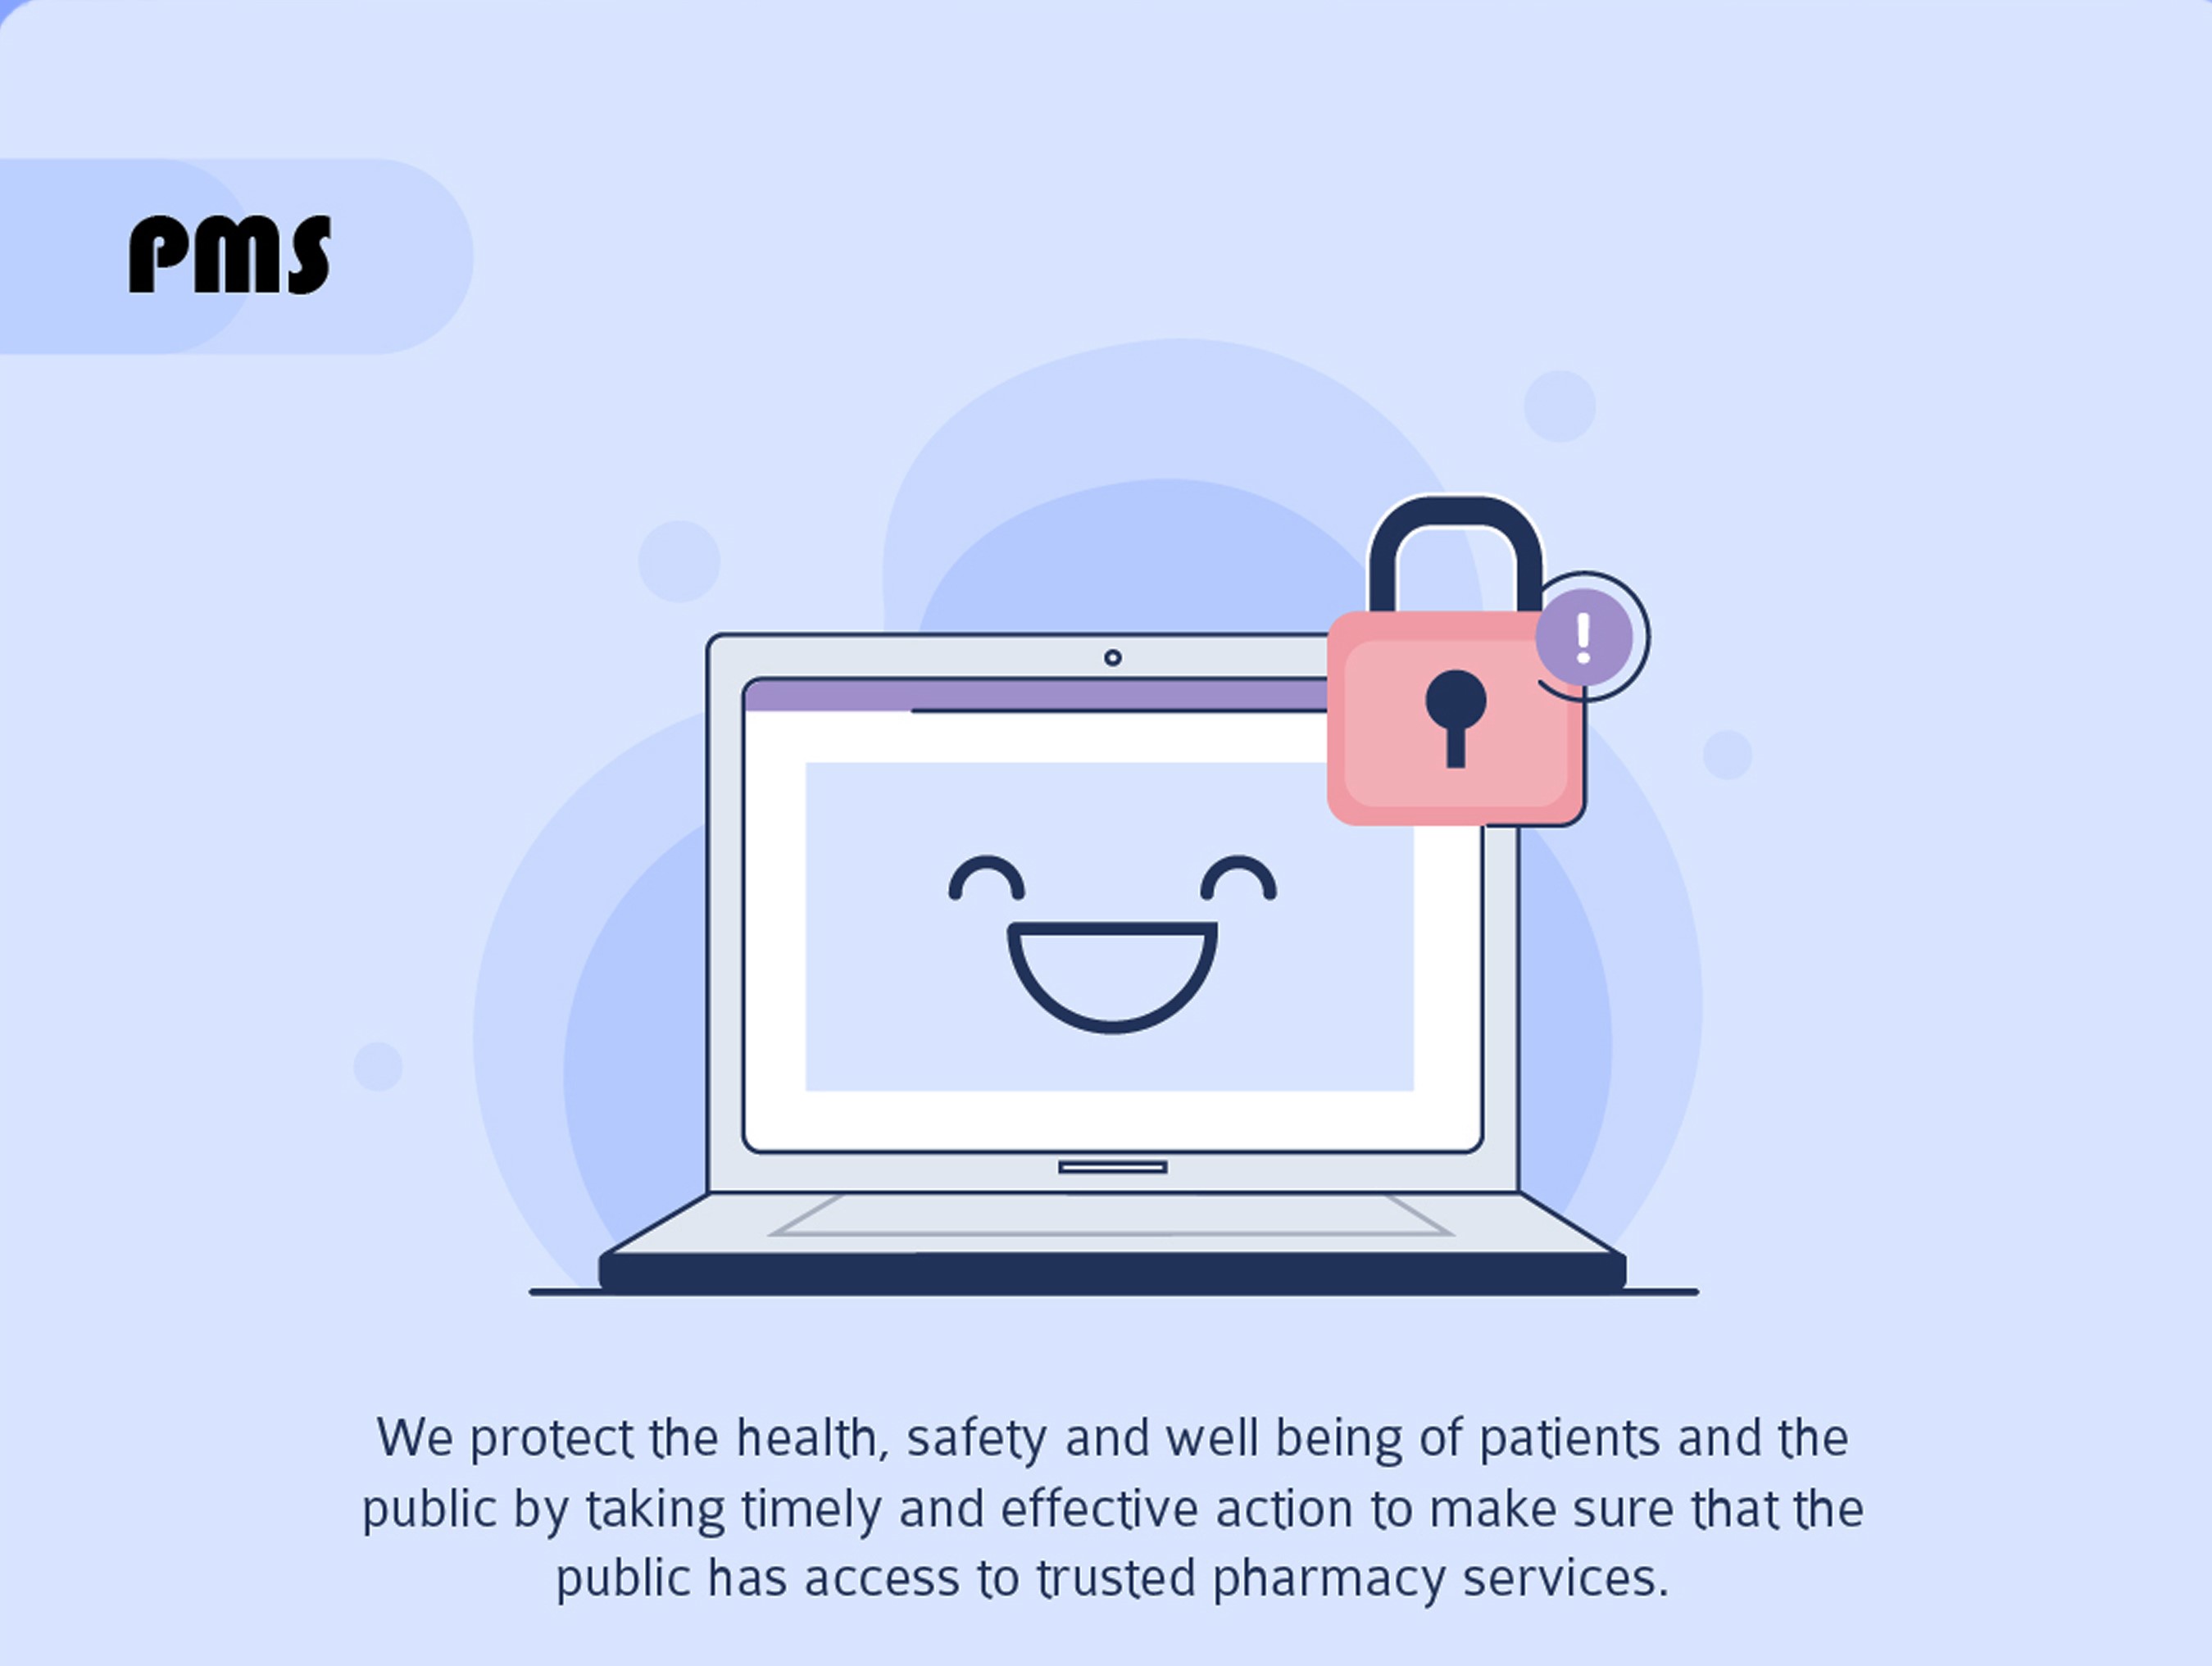 PMS
We protect the health, safety and well being of patients and the
public by taking timely and effective action to make sure that the
public has access to trusted pharmacy services.